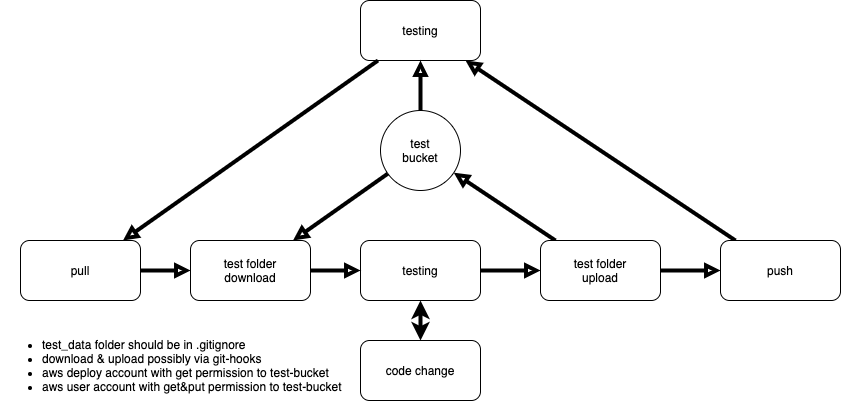 testing
test
bucket
pull
test folder
download
testing
test folder
upload
push
code change
• test_data folder should be in .gitignore
• download & upload possibly via git-hooks
• aws deploy account with get permission to test-bucket
• aws user account with get&put permission to test-bucket